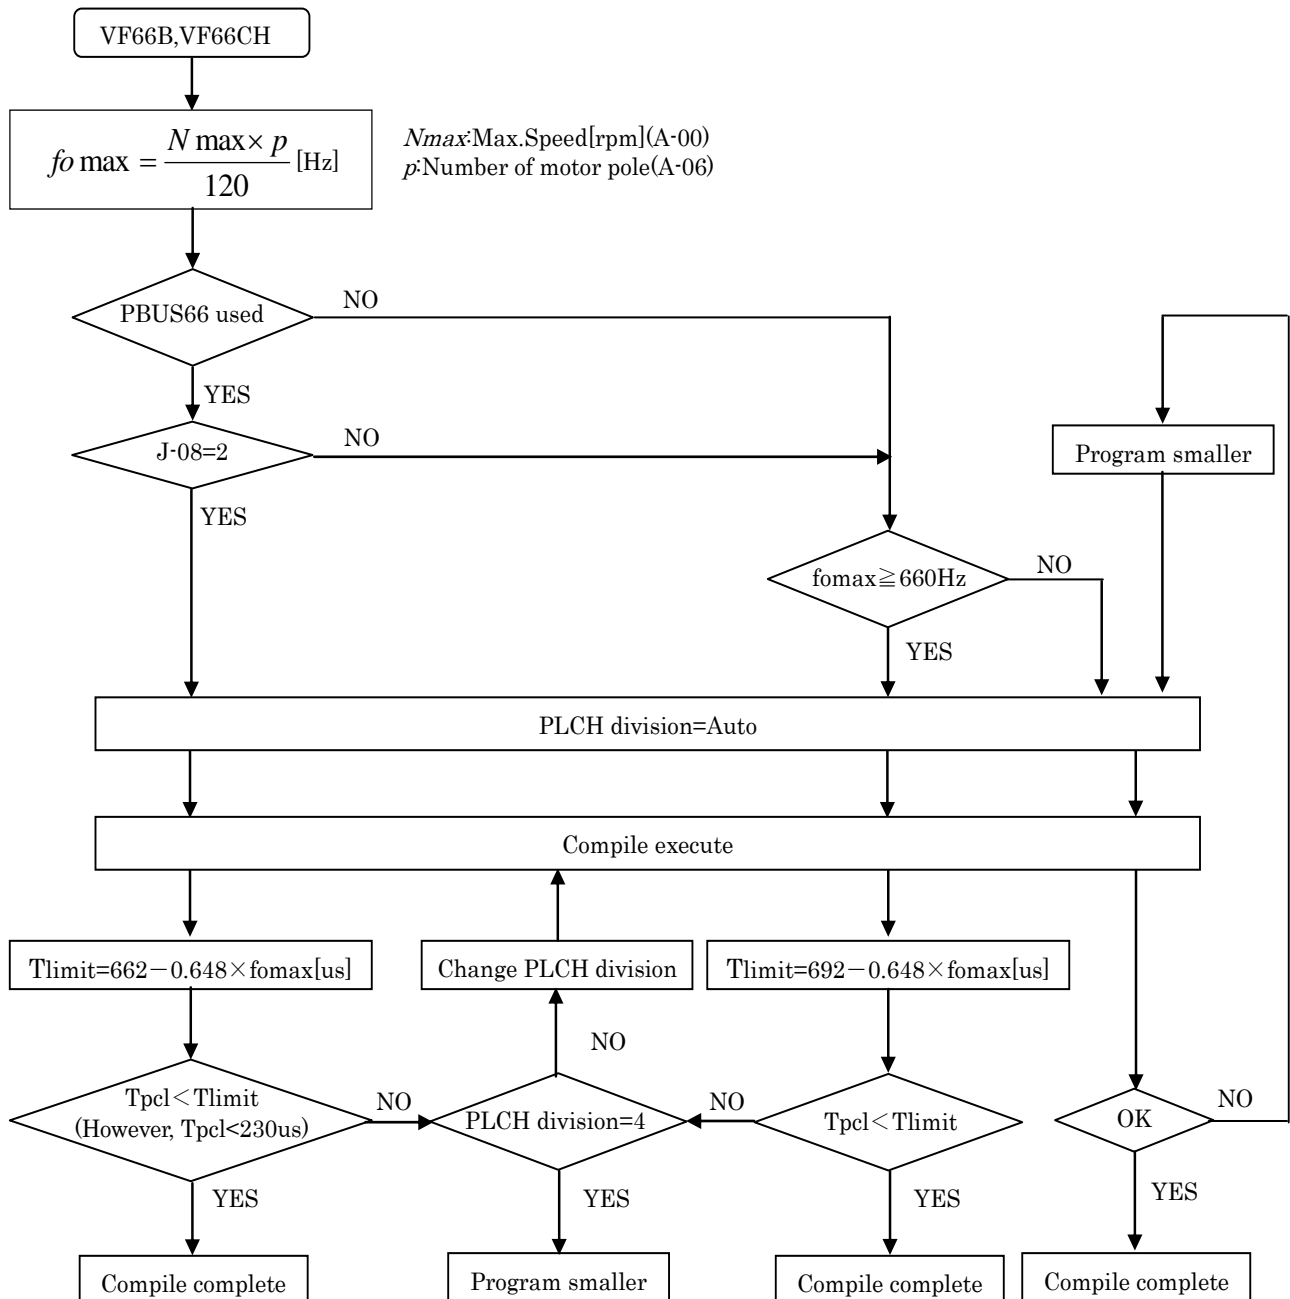 VF66B,VF66CH
fo max = N max× p / 120 [Hz]
Nmax:Max.Speed[rpm](A-00)
p:Number of motor pole(A-06)
PBUS66 used
NO
YES
J-08=2
NO
YES
Program smaller
fomax≧660Hz
NO
YES
PLCH division=Auto
Compile execute
Tlimit=662−0.648×fomax[us]
Change PLCH division
Tlimit=692−0.648×fomax[us]
NO
Tpcl<Tlimit
(However, Tpcl<230us)
NO
PLCH division=4
NO
Tpcl<Tlimit
OK
NO
YES
YES
YES
YES
Compile complete
Program smaller
Compile complete
Compile complete